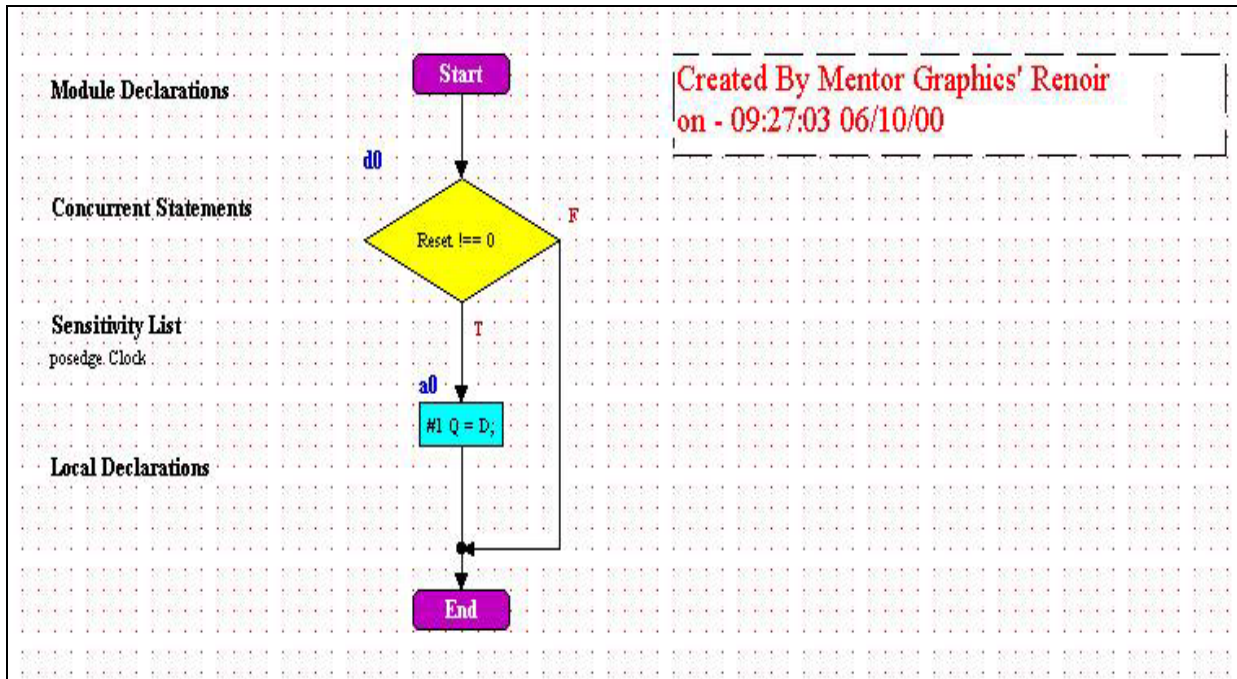 Module Declarations
Start
Created By Mentor Graphics' Renoir
on - 09:27:03 06/10/00
d0
Concurrent Statements
Reset !== 0
F
Sensitivity List
posedge Clock
T
a0
#1 Q = D;
Local Declarations
End